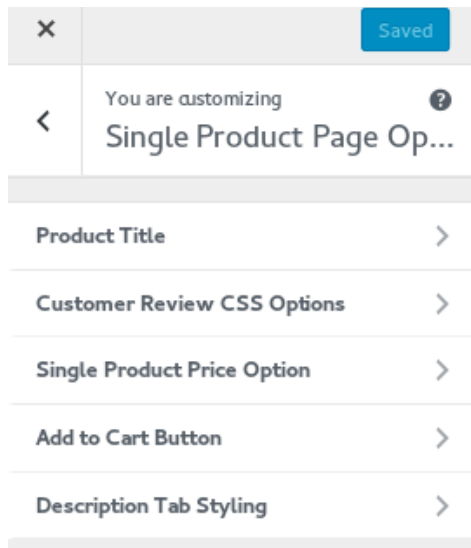 Saved
You are customizing
Single Product Page Op...
Product Title
Customer Review CSS Options
Single Product Price Option
Add to Cart Button
Description Tab Styling